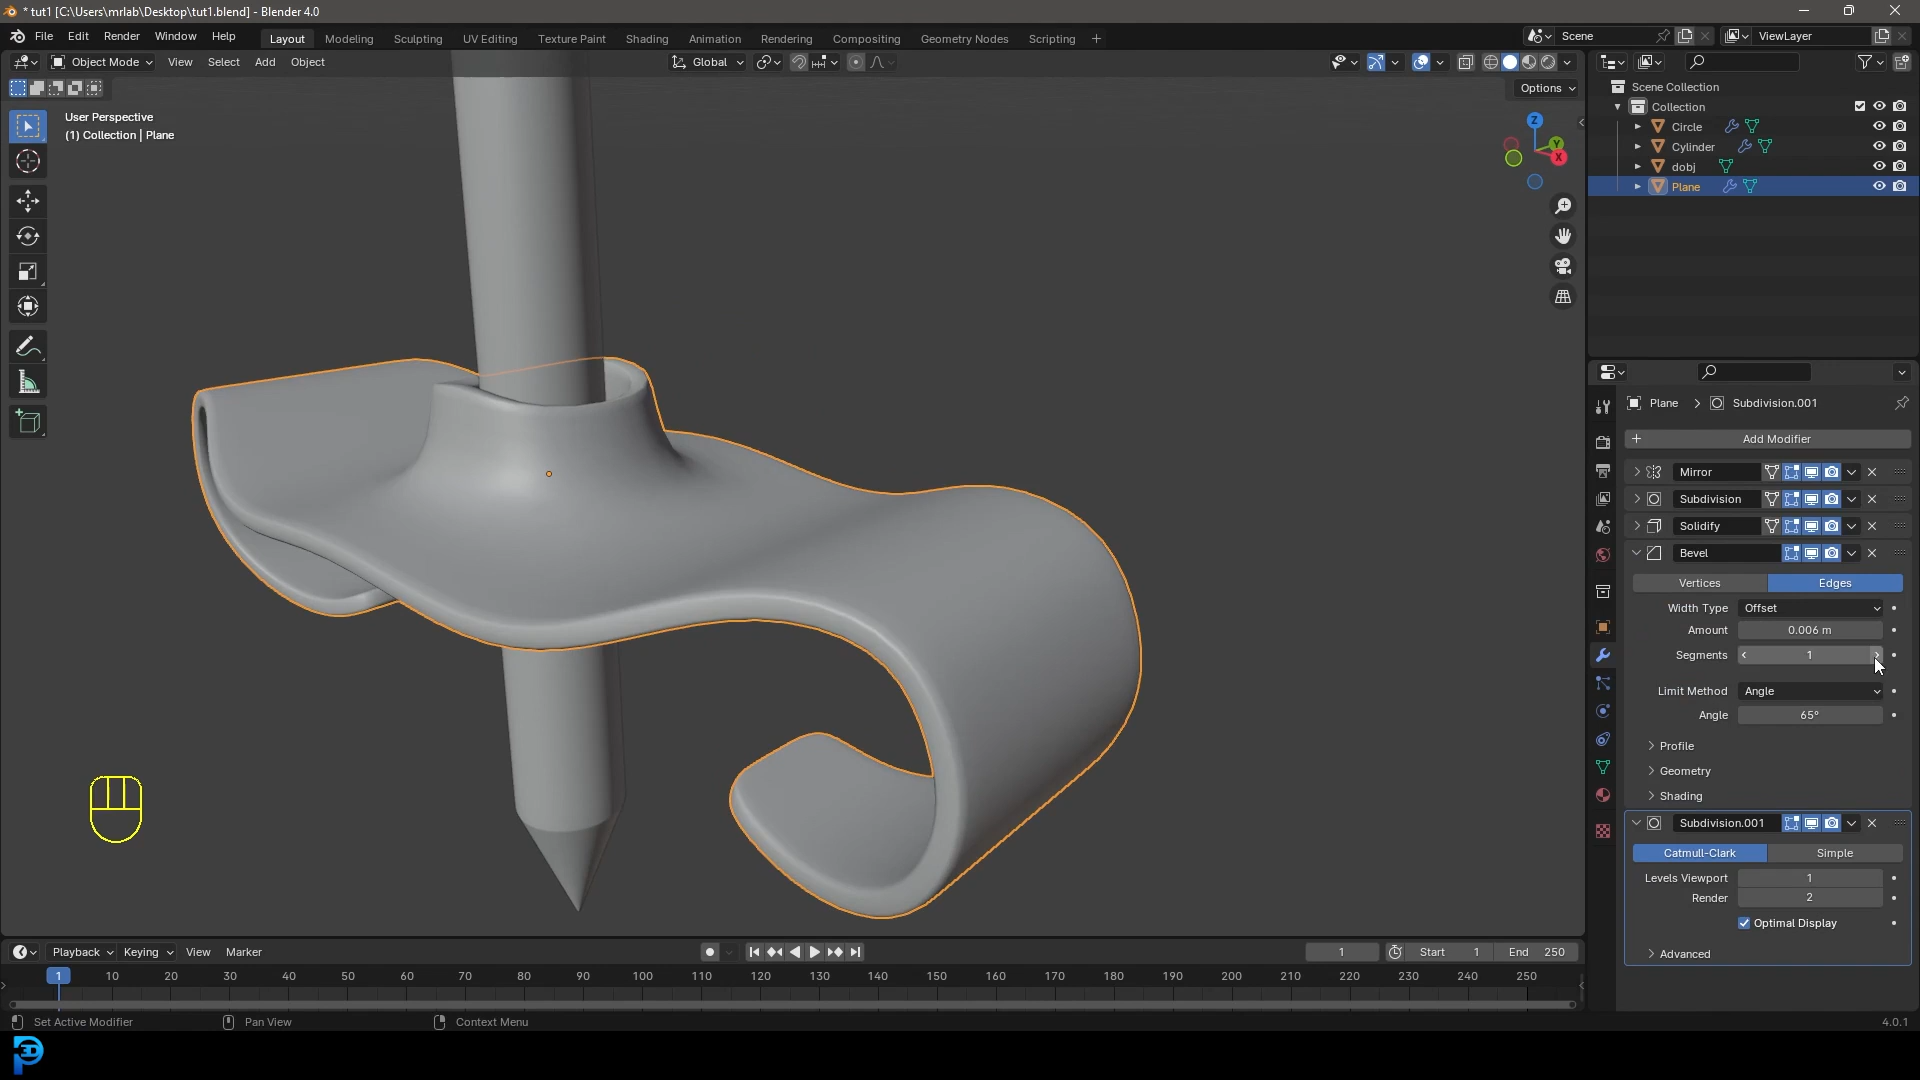 * tut1 [C:\Users\mrlab\Desktop\tut1.blend] - Blender 4.0
File Edit Render Window Help
Layout Modeling Sculpting UV Editing Texture Paint Shading Animation Rendering Compositing Geometry Nodes Scripting +
Scene
ViewLayer
Object Mode View Select Add Object
Global
Options
User Perspective
(1) Collection | Plane
Z
Y
X
Scene Collection
Collection
Circle
Cylinder
dobj
Plane
Plane > Subdivision.001
+ Add Modifier
Mirror
Subdivision
Solidify
Bevel
Vertices Edges
Width Type Offset
Amount 0.006 m
Segments 1
Limit Method Angle
Angle 65°
Profile
Geometry
Shading
Subdivision.001
Catmull-Clark Simple
Levels Viewport 1
Render 2
Optimal Display
Advanced
Playback Keying View Marker
1
Start 1
End 250
1 10 20 30 40 50 60 70 80 90 100 110 120 130 140 150 160 170 180 190 200 210 220 230 240 250
Set Active Modifier
Pan View
Context Menu
4.0.1
3D